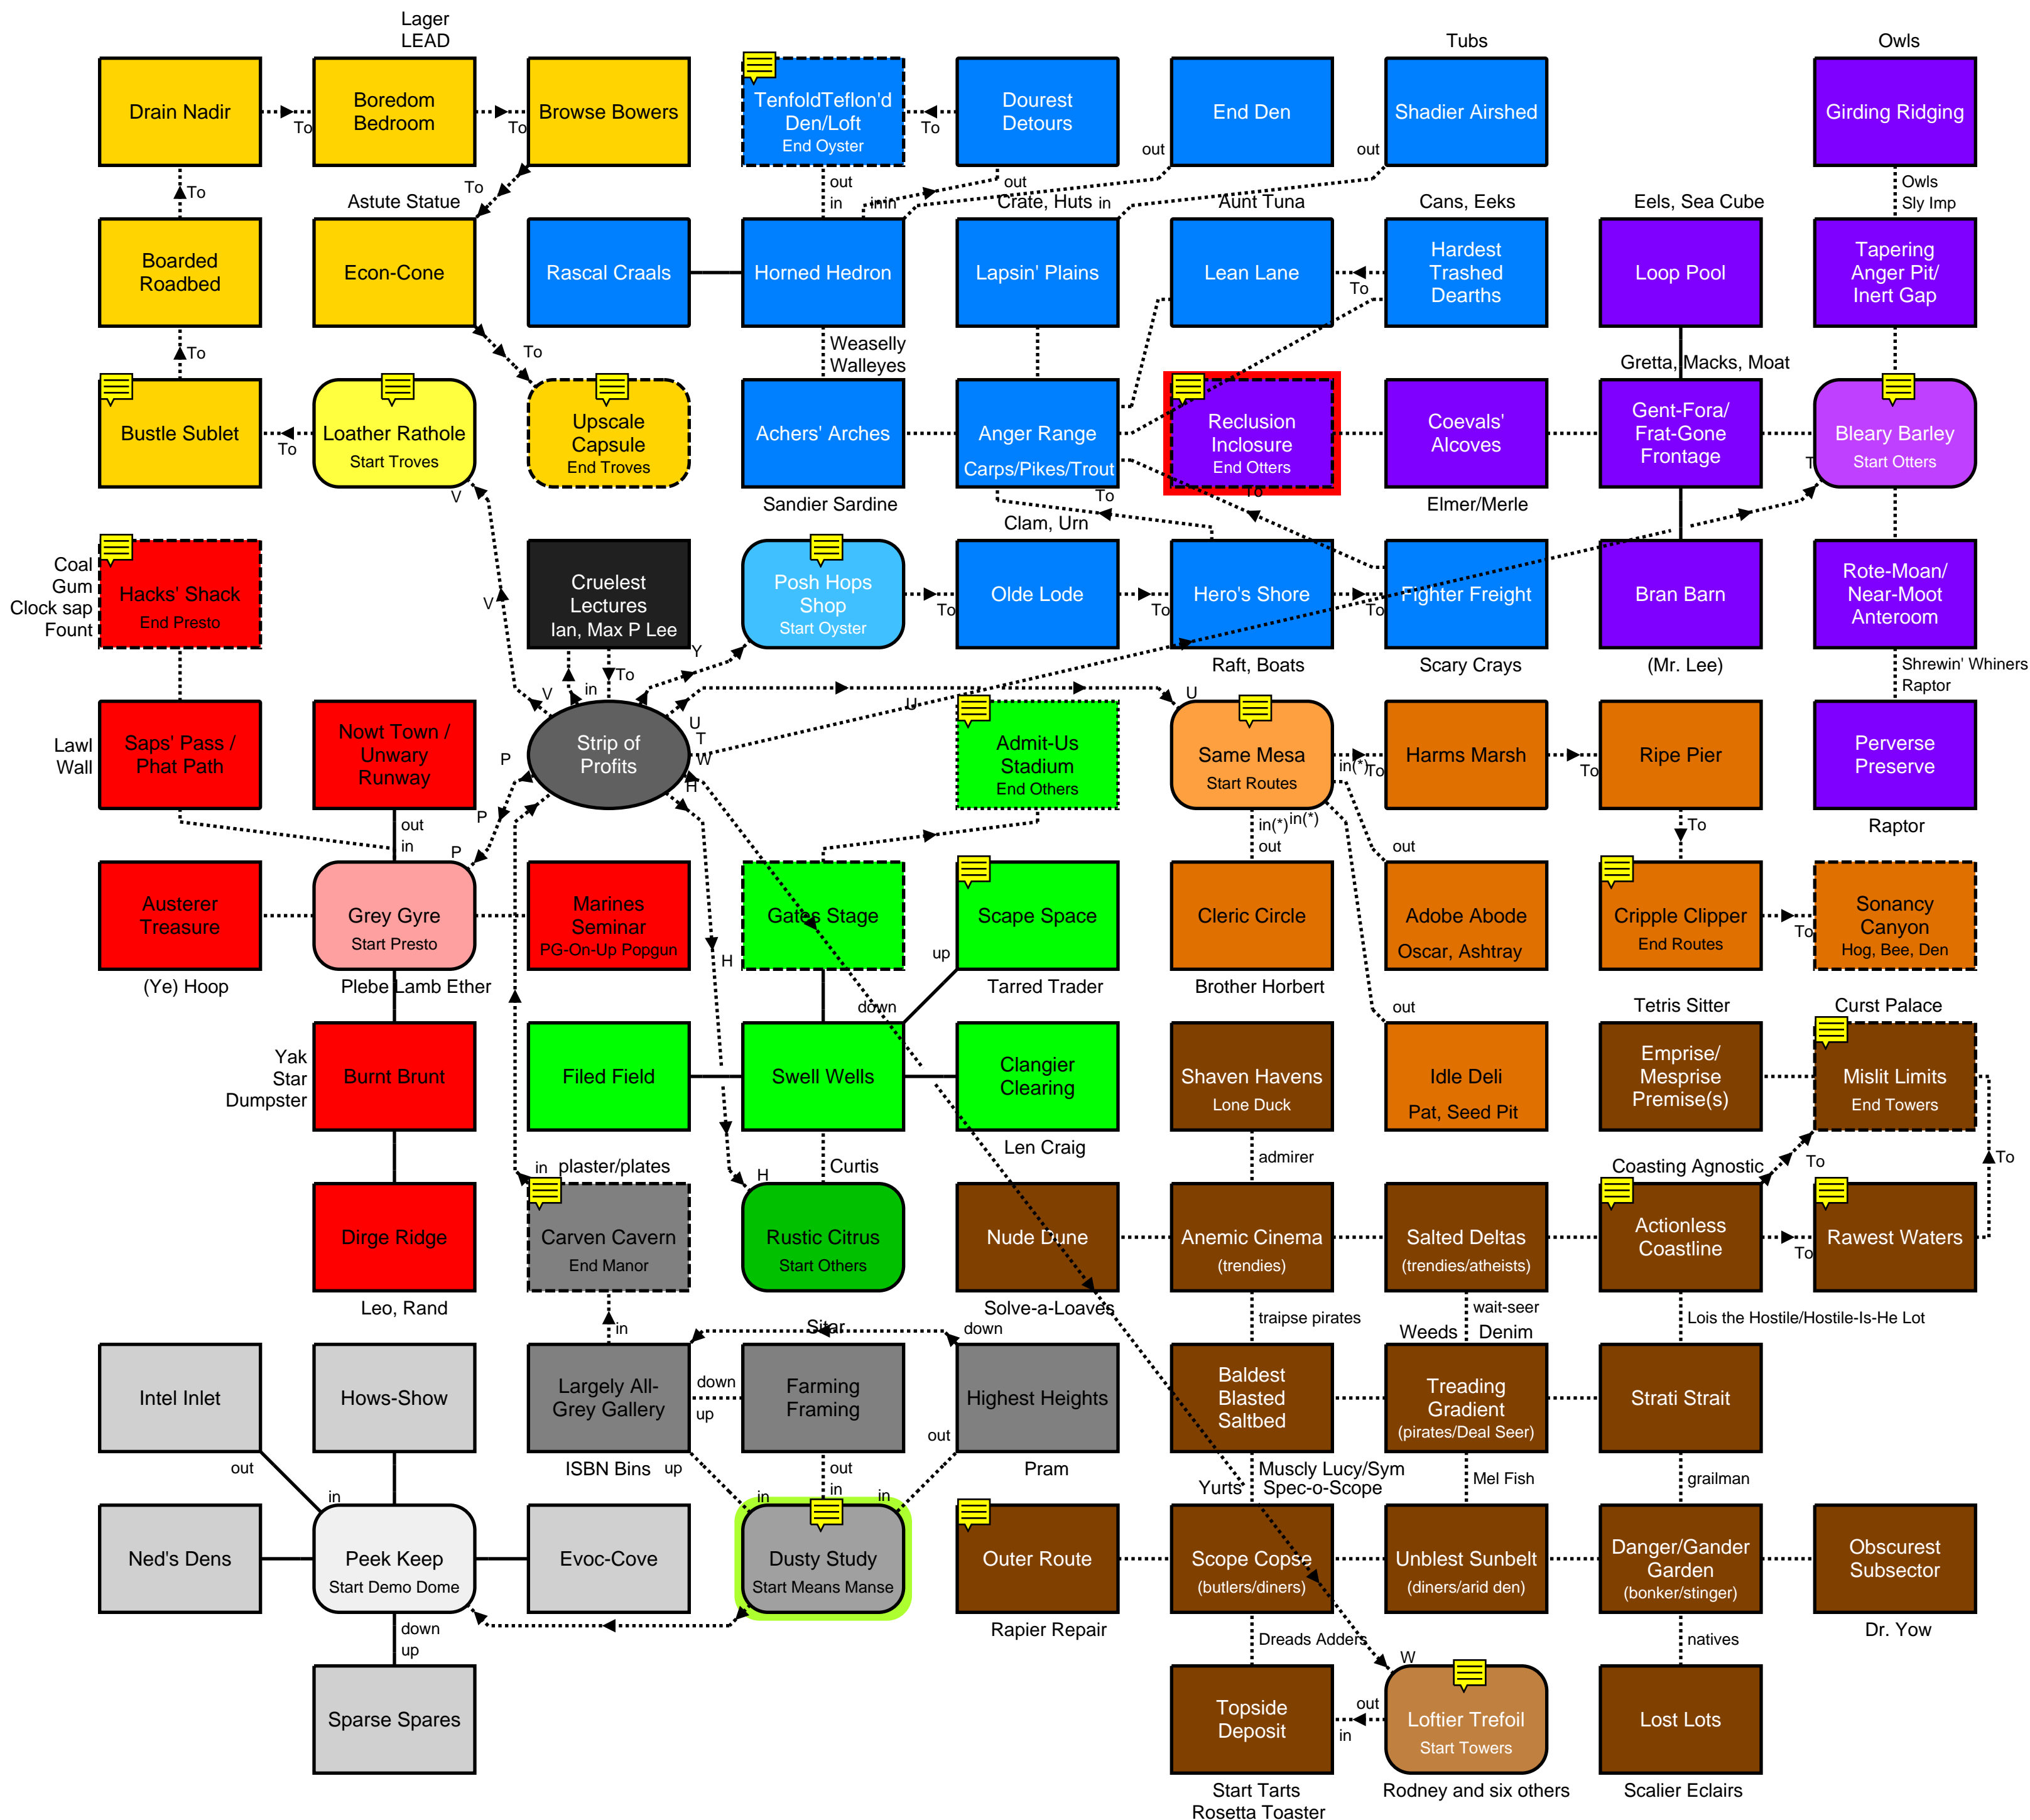 Lager
LEAD
Tubs
Owls
Drain Nadir
To
Boredom
Bedroom
To
Browse Bowers
TenfoldTeflon'd
Den/Loft
End Oyster
To
Dourest
Detours
End Den
Shadier Airshed
Girding Ridging
out
out
To
To
out
in
out
inin
Owls
Sly Imp
Astute Statue
Crate, Huts
in
Aunt Tuna
Cans, Eeks
Eels, Sea Cube
Boarded
Roadbed
Econ-Cone
Rascal Craals
Horned Hedron
Lapsin' Plains
Lean Lane
To
Hardest
Trashed
Dearths
Loop Pool
Tapering
Anger Pit/
Inert Gap
To
To
Weaselly
Walleyes
Gretta, Macks, Moat
Bustle Sublet
To
Loather Rathole
Start Troves
Upscale
Capsule
End Troves
Achers' Arches
Anger Range
Carps/Pikes/Trout
Reclusion
Inclosure
End Otters
Coevals'
Alcoves
Gent-Fora/
Frat-Gone
Frontage
Bleary Barley
Start Otters
T
V
Sandier Sardine
To
To
Elmer/Merle
Clam, Urn
Coal
Gum
Clock sap
Fount
Hacks' Shack
End Presto
V
Cruelest
Lectures
Ian, Max P Lee
Posh Hops
Shop
Start Oyster
To
Olde Lode
To
Hero's Shore
To
Fighter Freight
Bran Barn
Rote-Moan/
Near-Moot
Anteroom
Y
To
in
V
Raft, Boats
Scary Crays
(Mr. Lee)
Shrewin' Whiners
Raptor
Lawl
Wall
Saps' Pass /
Phat Path
Nowt Town /
Unwary
Runway
P
Strip of
Profits
U
T
W
H
U
Admit-Us
Stadium
End Others
U
Same Mesa
Start Routes
in(*)
To
Harms Marsh
To
Ripe Pier
Perverse
Preserve
P
out
in
P
in(*)
in(*)
out
out
To
Raptor
Austerer
Treasure
Grey Gyre
Start Presto
Marines
Seminar
PG-On-Up Popgun
H
Gates Stage
up
Scape Space
Cleric Circle
Adobe Abode
Oscar, Ashtray
Cripple Clipper
End Routes
To
Sonancy
Canyon
Hog, Bee, Den
(Ye) Hoop
Plebe Lamb Ether
down
Tarred Trader
Brother Horbert
out
Tetris Sitter
Curst Palace
Yak
Star
Dumpster
Burnt Brunt
Filed Field
Swell Wells
Clangier
Clearing
Shaven Havens
Lone Duck
Idle Deli
Pat, Seed Pit
Emprise/
Mesprise
Premise(s)
Mislit Limits
End Towers
Len Craig
in
plaster/plates
H
Curtis
admirer
Coasting Agnostic
To
To
Dirge Ridge
Carven Cavern
End Manor
Rustic Citrus
Start Others
Nude Dune
Anemic Cinema
(trendies)
Salted Deltas
(trendies/atheists)
Actionless
Coastline
To
Rawest Waters
Leo, Rand
in
Sitar
down
Solve-a-Loaves
traipse pirates
wait-seer
Weeds
Denim
Lois the Hostile/Hostile-Is-He Lot
Intel Inlet
Hows-Show
Largely All-
Grey Gallery
down
up
Farming
Framing
Highest Heights
out
Baldest
Blasted
Saltbed
Treading
Gradient
(pirates/Deal Seer)
Strati Strait
out
in
ISBN Bins
up
in
out
in
in
Pram
Yurts
Muscly Lucy/Sym
Spec-o-Scope
Mel Fish
grailman
Ned's Dens
Peek Keep
Start Demo Dome
Evoc-Cove
Dusty Study
Start Means Manse
Outer Route
Scope Copse
(butlers/diners)
Unblest Sunbelt
(diners/arid den)
Danger/Gander
Garden
(bonker/stinger)
Obscurest
Subsector
down
up
Rapier Repair
Dreads Adders
W
natives
Dr. Yow
Sparse Spares
Topside
Deposit
out
in
Loftier Trefoil
Start Towers
Lost Lots
Start Tarts
Rosetta Toaster
Rodney and six others
Scalier Eclairs